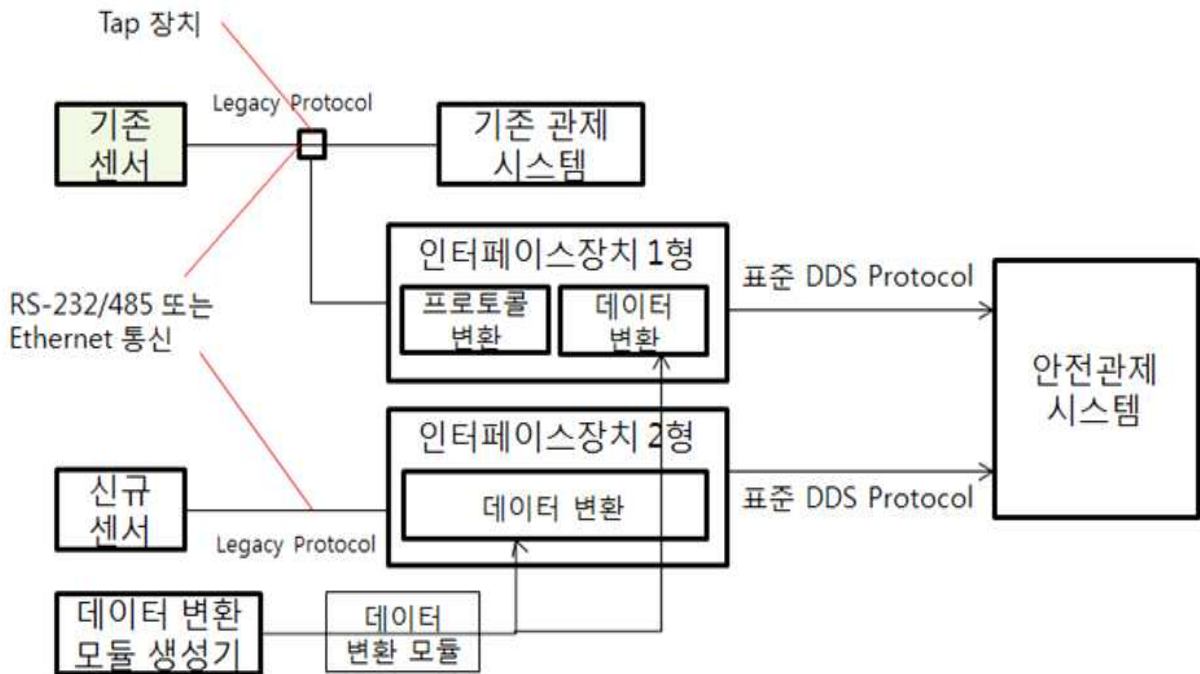 Tap 장치
Legacy Protocol
기존
센서
기존 관제
시스템
인터페이스장치 1형
프로토콜
변환
데이터
변환
표준 DDS Protocol
RS-232/485 또는
Ethernet 통신
안전관제
시스템
인터페이스장치 2형
데이터 변환
표준 DDS Protocol
신규
센서
Legacy Protocol
데이터 변환
모듈 생성기
데이터
변환 모듈